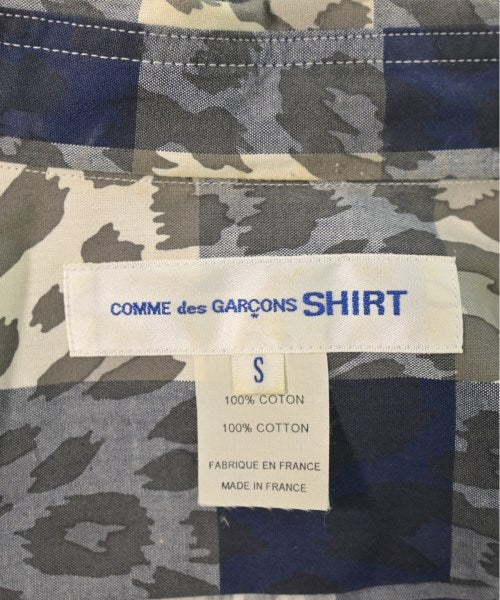 COMME des GARÇONS SHIRT
*
S
100% COTON
100% COTTON
FABRIQUE EN FRANCE
MADE IN FRANCE